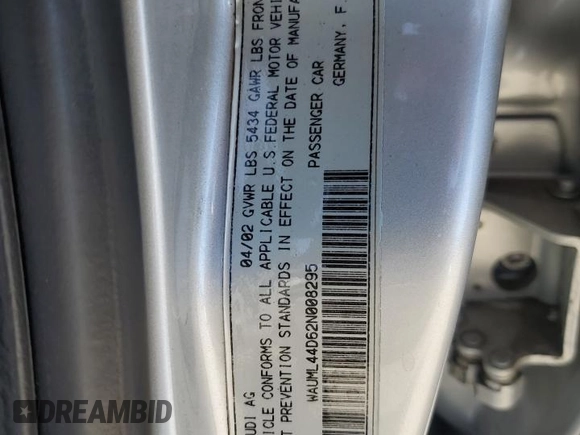 UDI AG
04/02 GVWR LBS 5434 GAWR LBS FRON
ICLE CONFORMS TO ALL APPLICABLE U.S.FEDERAL MOTOR VEHI
T PREVENTION STANDARDS IN EFFECT ON THE DATE OF MANUFA
WAUML44D62N008295 PASSENGER CAR GERMANY, F.
DREAMBID